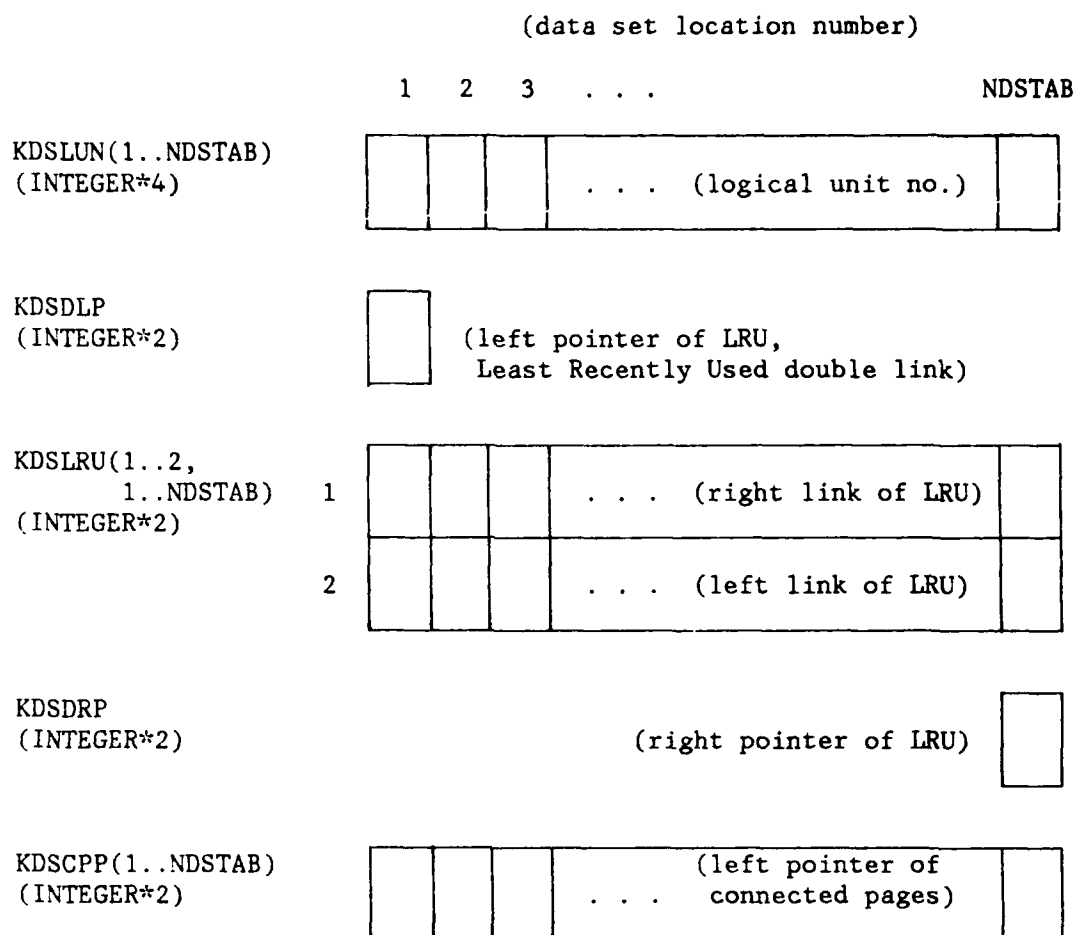 (data set location number)
1 2 3 . . . NDSTAB
KDSLUN(1..NDSTAB)
(INTEGER*4)
. . . (logical unit no.)
KDSDLP
(INTEGER*2)
(left pointer of LRU,
Least Recently Used double link)
KDSLRU(1..2,
1..NDSTAB)
(INTEGER*2)
1
. . . (right link of LRU)
2
. . . (left link of LRU)
KDSDRP
(INTEGER*2)
(right pointer of LRU)
KDSCPP(1..NDSTAB)
(INTEGER*2)
(left pointer of
. . . connected pages)